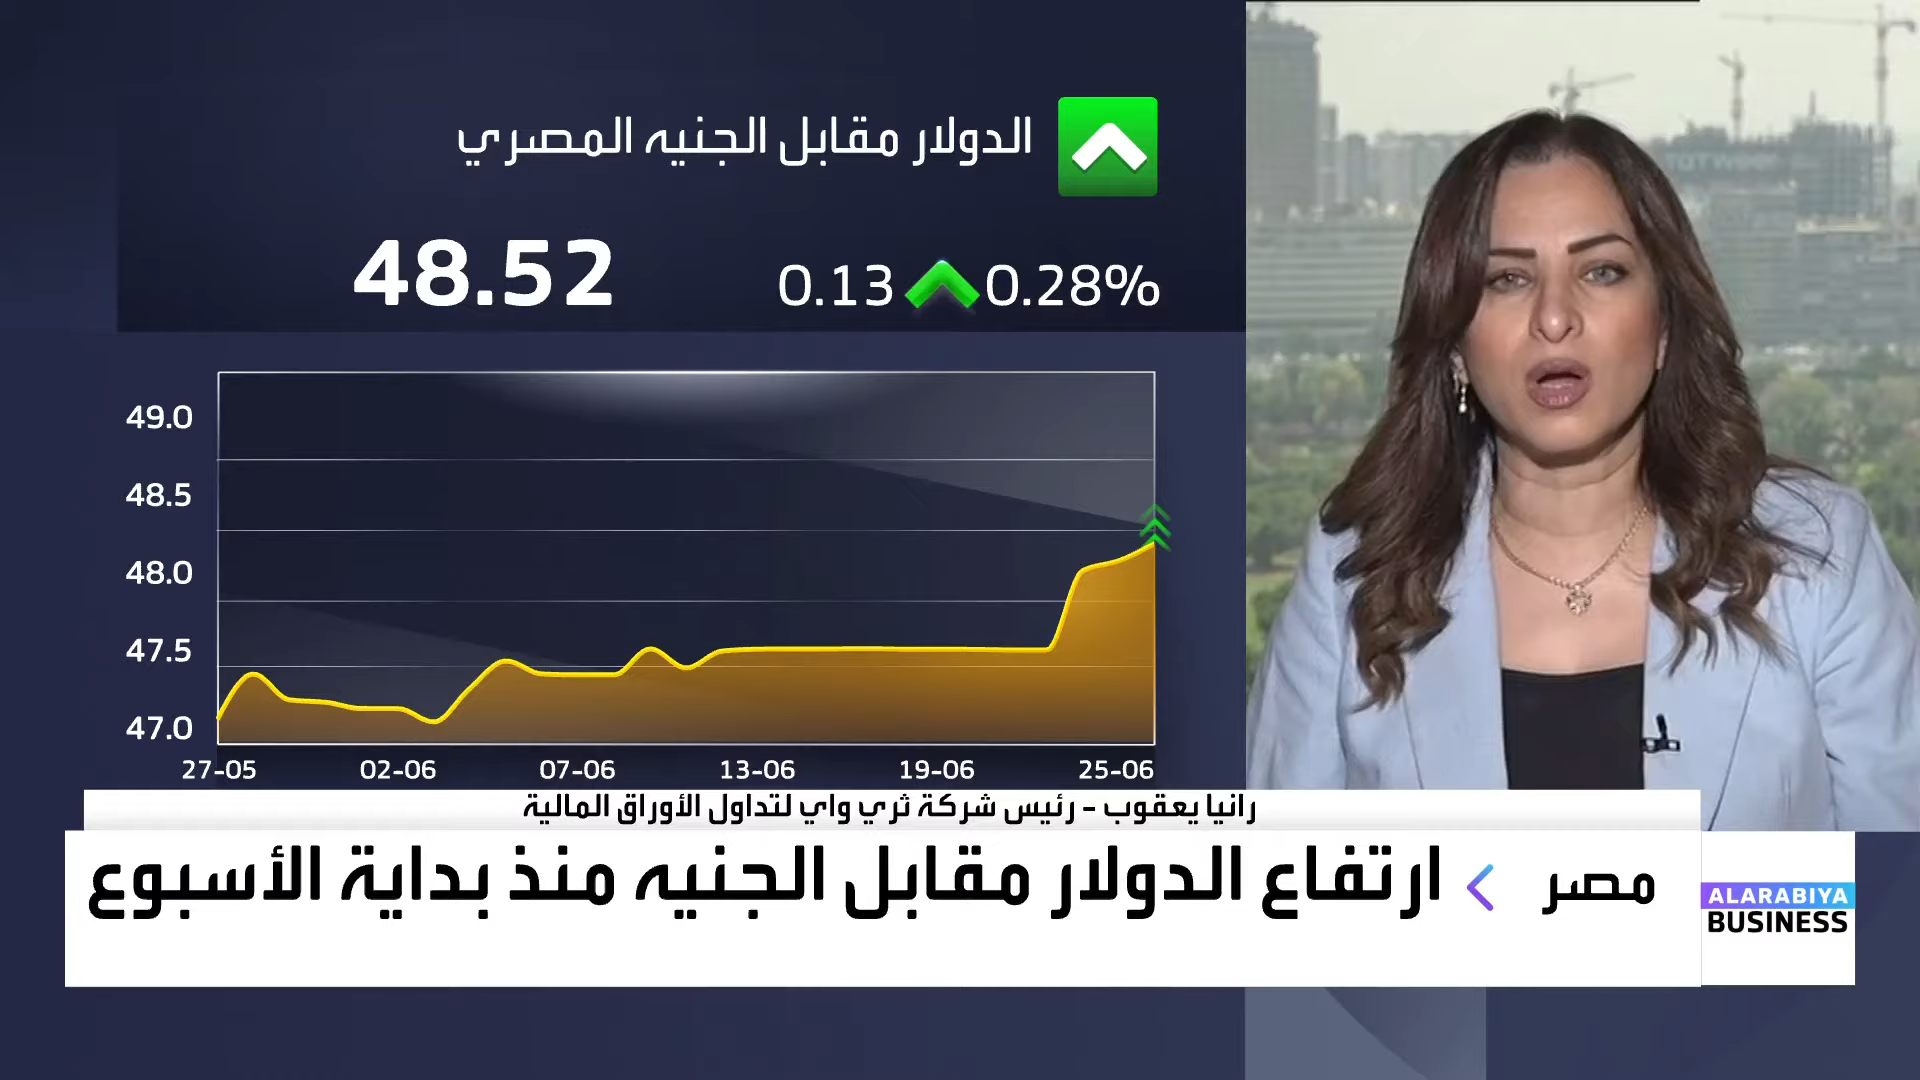 الدولار مقابل الجنيه المصري
48.52
0.13 0.28%
49.0
48.5
48.0
47.5
47.0
27-05 02-06 07-06 13-06 19-06 25-06
رانيا يعقوب - رئيس شركة ثري واي لتداول الأوراق المالية
مصر
ارتفاع الدولار مقابل الجنيه منذ بداية الأسبوع
ALARABIYA
BUSINESS